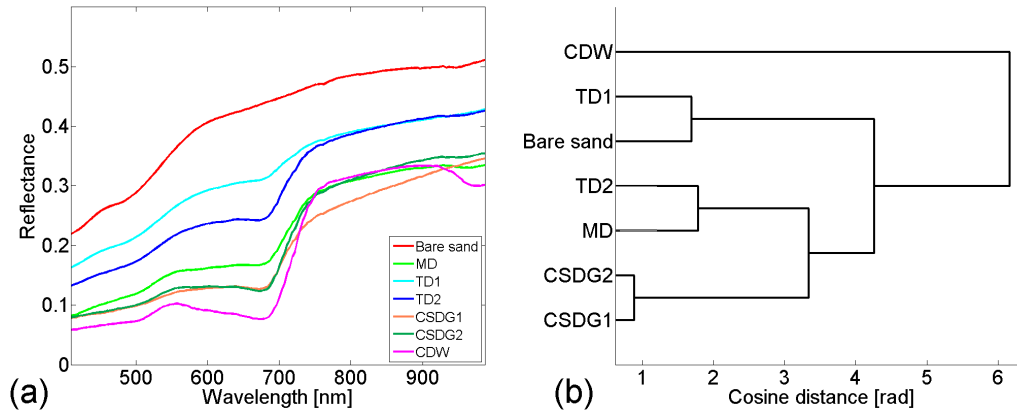 0.5
0.4
0.3
0.2
0.1
0
Reflectance
500 600 700 800 900
Wavelength [nm]
Bare sand
MD
TD1
TD2
CSDG1
CSDG2
CDW
(a)
CDW
TD1
Bare sand
TD2
MD
CSDG2
CSDG1
1 2 3 4 5 6
Cosine distance [rad]
(b)